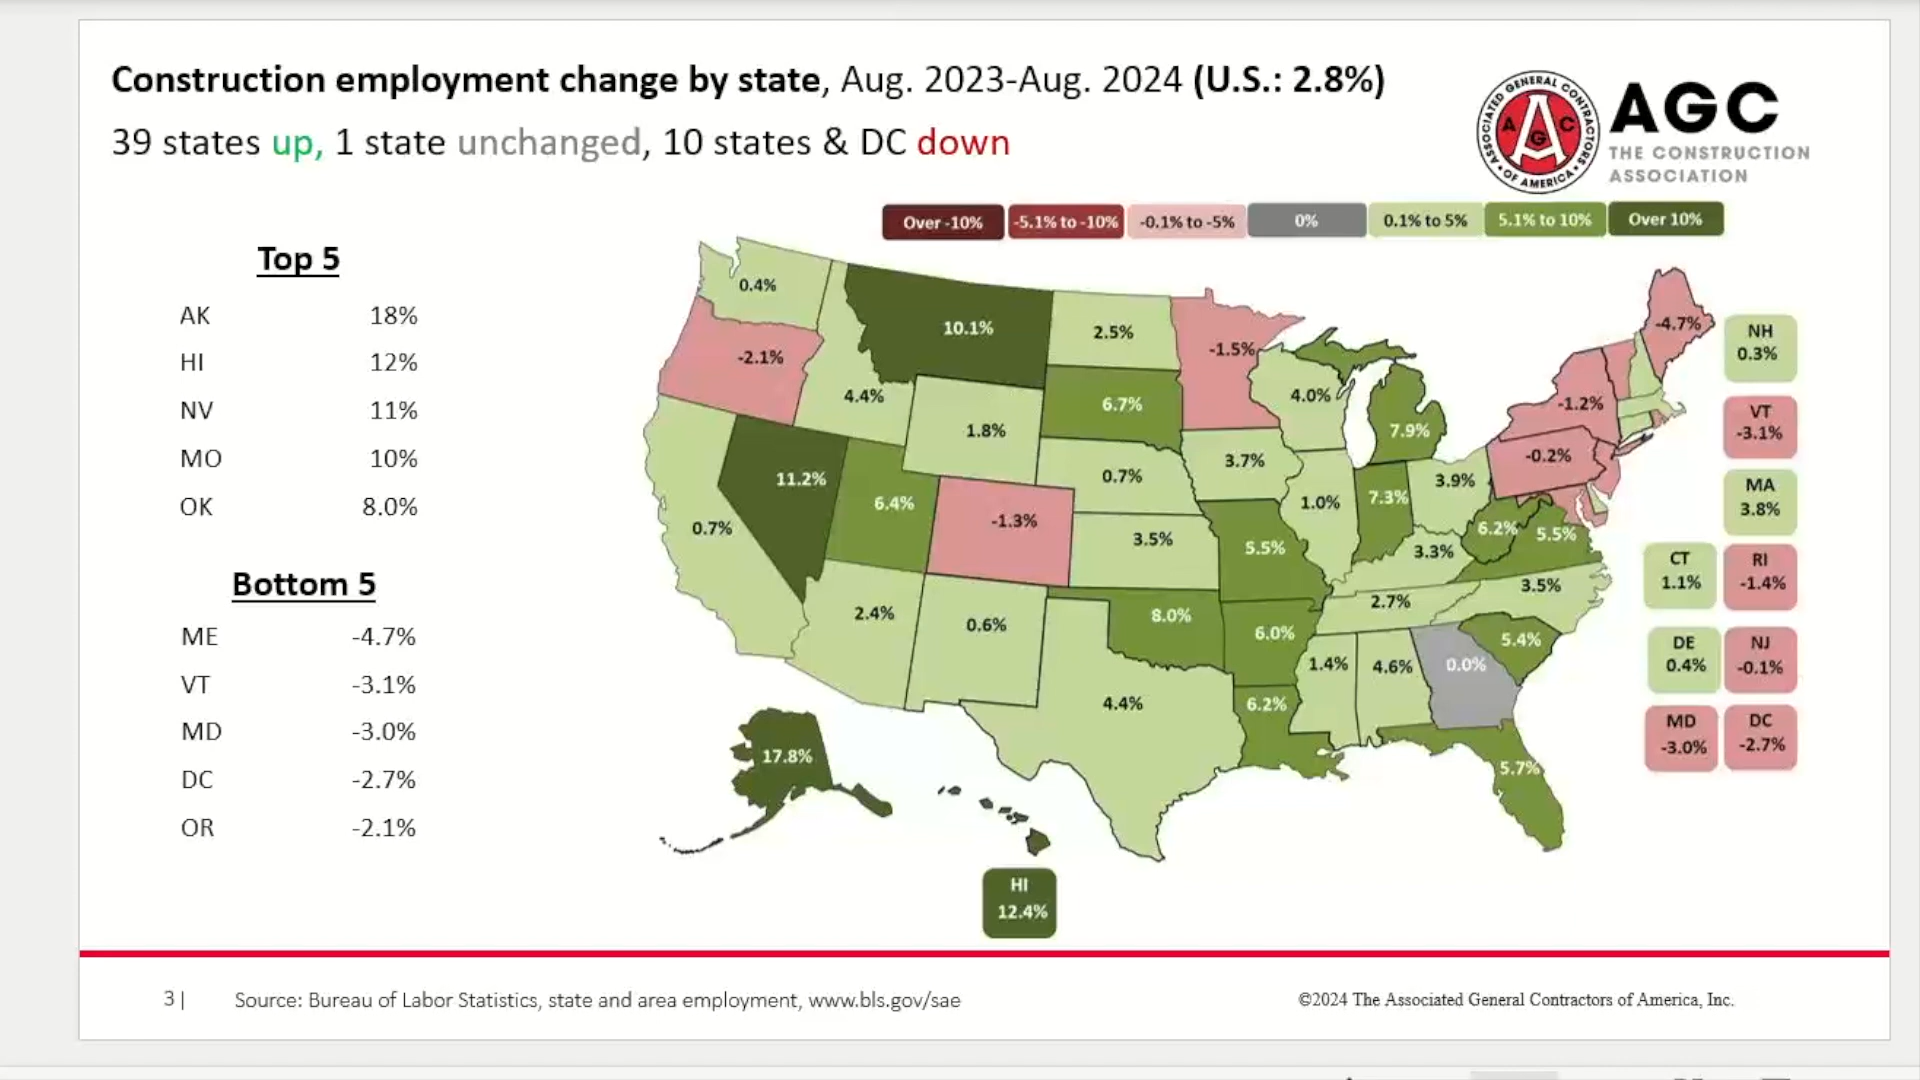 Construction employment change by state, Aug. 2023-Aug. 2024 (U.S.: 2.8%)
39 states up, 1 state unchanged, 10 states & DC down
ASSOCIATED GENERAL CONTRACTORS OF AMERICA
A G C
AGC
THE CONSTRUCTION
ASSOCIATION
Over -10% -5.1% to -10% -0.1% to -5% 0% 0.1% to 5% 5.1% to 10% Over 10%
Top 5
AK 18%
HI 12%
NV 11%
MO 10%
OK 8.0%
Bottom 5
ME -4.7%
VT -3.1%
MD -3.0%
DC -2.7%
OR -2.1%
0.4%
10.1%
2.5%
-1.5%
-4.7%
-2.1%
4.4%
6.7%
4.0%
-1.2%
1.8%
7.9%
11.2%
0.7%
3.7%
-0.2%
0.7%
6.4%
-1.3%
3.5%
1.0%
7.3%
3.9%
5.5%
3.3%
6.2%
5.5%
2.4%
0.6%
8.0%
6.0%
2.7%
3.5%
4.4%
6.2%
1.4%
4.6%
0.0%
5.4%
5.7%
17.8%
HI
12.4%
NH
0.3%
VT
-3.1%
MA
3.8%
CT
1.1%
RI
-1.4%
DE
0.4%
NJ
-0.1%
MD
-3.0%
DC
-2.7%
3 |
Source: Bureau of Labor Statistics, state and area employment, www.bls.gov/sae
©2024 The Associated General Contractors of America, Inc.